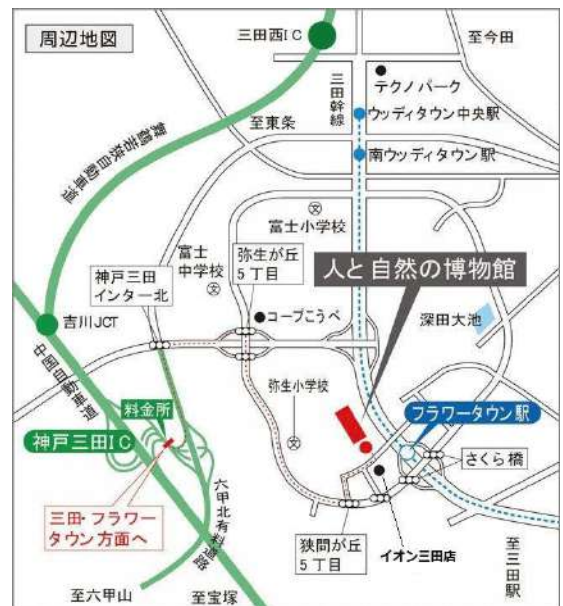 周辺地図
三田西IC
至今田
三田幹線
テクノパーク
ウッディタウン中央駅
至東条
南ウッディタウン駅
舞鶴若狭自動車道
富士小学校
弥生が丘
5丁目
富士
中学校
人と自然の博物館
神戸三田
インター北
コープこうべ
深田大池
吉川JCT
中国自動車道
弥生小学校
料金所
フラワータウン駅
神戸三田IC
さくら橋
三田・フラワー
タウン方面へ
六甲北有料道路
狭間が丘
5丁目
イオン三田店
至三田駅
至六甲山
至宝塚
文
文
文